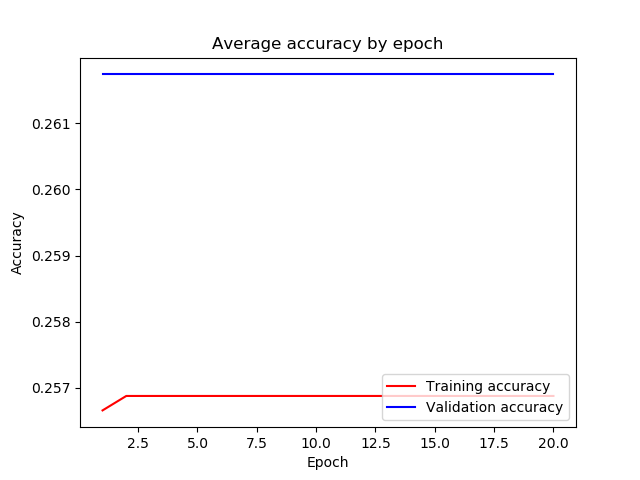 Average accuracy by epoch
Accuracy
0.261
0.260
0.259
0.258
0.257
Training accuracy
Validation accuracy
2.5 5.0 7.5 10.0 12.5 15.0 17.5 20.0
Epoch